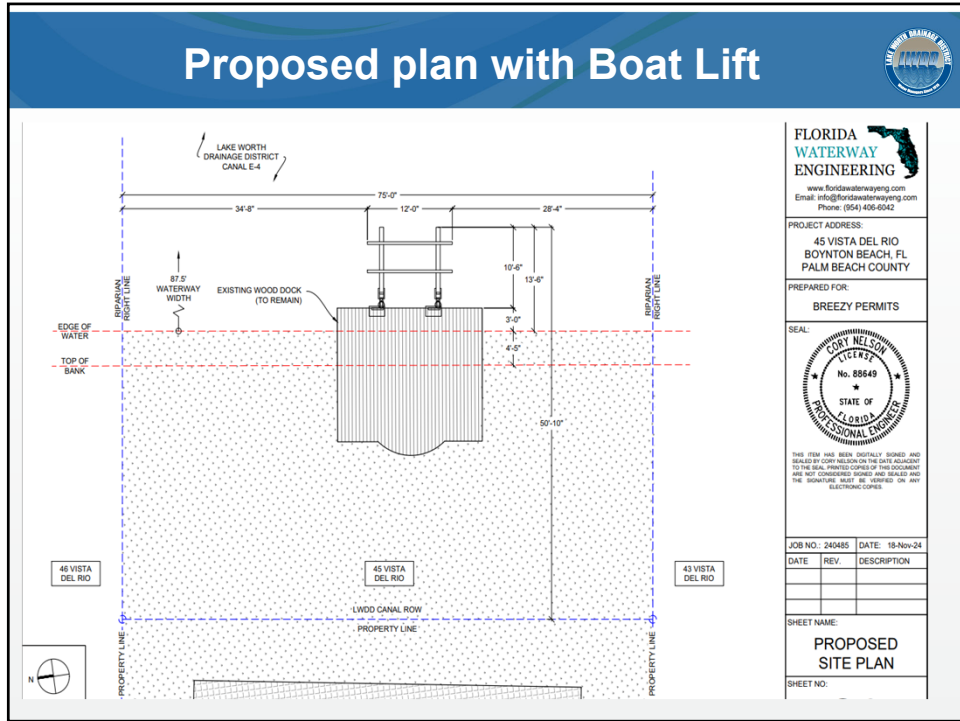 Proposed plan with Boat Lift
LAKE WORTH DRAINAGE DISTRICT
LWDD
LAKE WORTH
DRAINAGE DISTRICT
CANAL E-4
75'-0"
34'-8"
12'-0"
28'-4"
RIPARIAN
RIGHT LINE
87.5'
WATERWAY
WIDTH
EXISTING WOOD DOCK
(TO REMAIN)
10'-6"
13'-6"
3'-0"
4'-5"
50'-10"
RIPARIAN
RIGHT LINE
EDGE OF
WATER
TOP OF
BANK
46 VISTA
DEL RIO
45 VISTA
DEL RIO
43 VISTA
DEL RIO
LWDD CANAL ROW
PROPERTY LINE
PROPERTY LINE
PROPERTY LINE
N
FLORIDA
WATERWAY
ENGINEERING
www.floridawaterwayeng.com
Email: info@floridawaterwayeng.com
Phone: (954) 406-6042
PROJECT ADDRESS:
45 VISTA DEL RIO
BOYNTON BEACH, FL
PALM BEACH COUNTY
PREPARED FOR:
BREEZY PERMITS
SEAL:
CORY NELSON
LICENSE
No. 88649
STATE OF
FLORIDA
PROFESSIONAL ENGINEER
THIS ITEM HAS BEEN DIGITALLY SIGNED AND
SEALED BY CORY NELSON ON THE DATE ADJACENT
TO THE SEAL. PRINTED COPIES OF THIS DOCUMENT
ARE NOT CONSIDERED SIGNED AND SEALED AND
THE SIGNATURE MUST BE VERIFIED ON ANY
ELECTRONIC COPIES.
JOB NO.: 240485 DATE: 18-Nov-24
DATE REV. DESCRIPTION
SHEET NAME:
PROPOSED
SITE PLAN
SHEET NO: